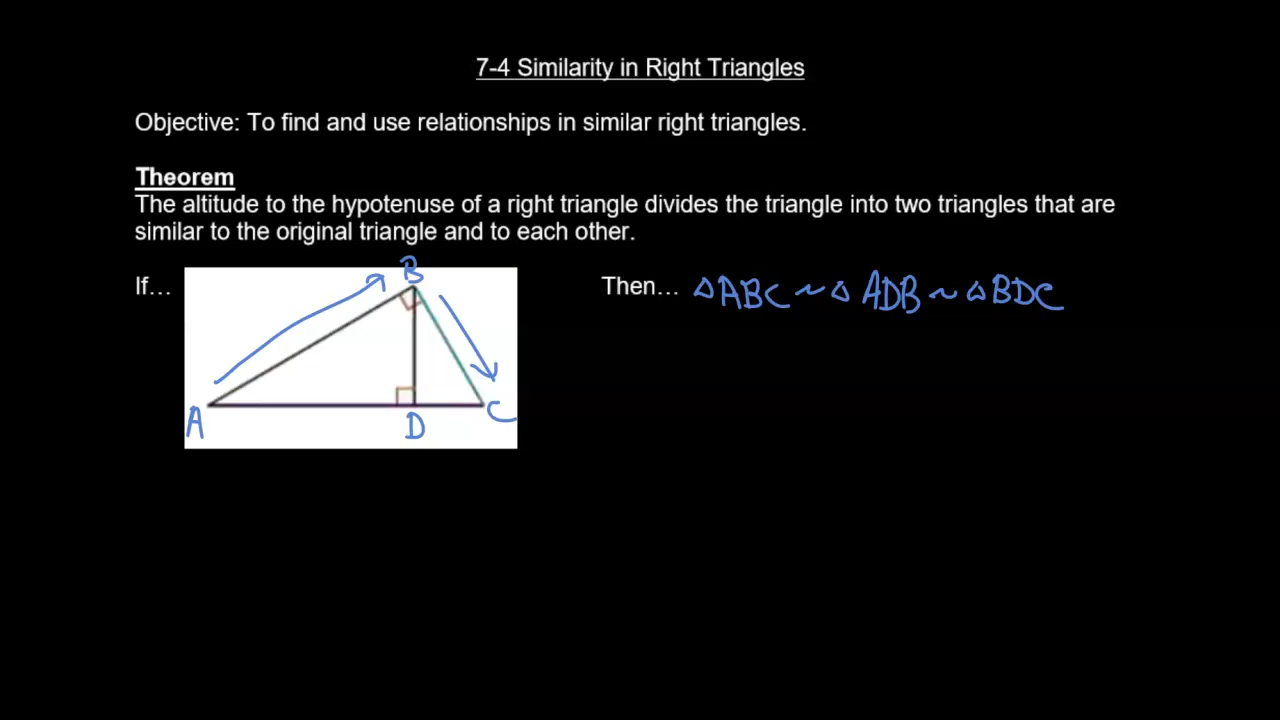 7-4 Similarity in Right Triangles
Objective: To find and use relationships in similar right triangles.
Theorem
The altitude to the hypotenuse of a right triangle divides the triangle into two triangles that are
similar to the original triangle and to each other.
If… Then… △ABC ~ △ADB ~ △BDC
B
A D C